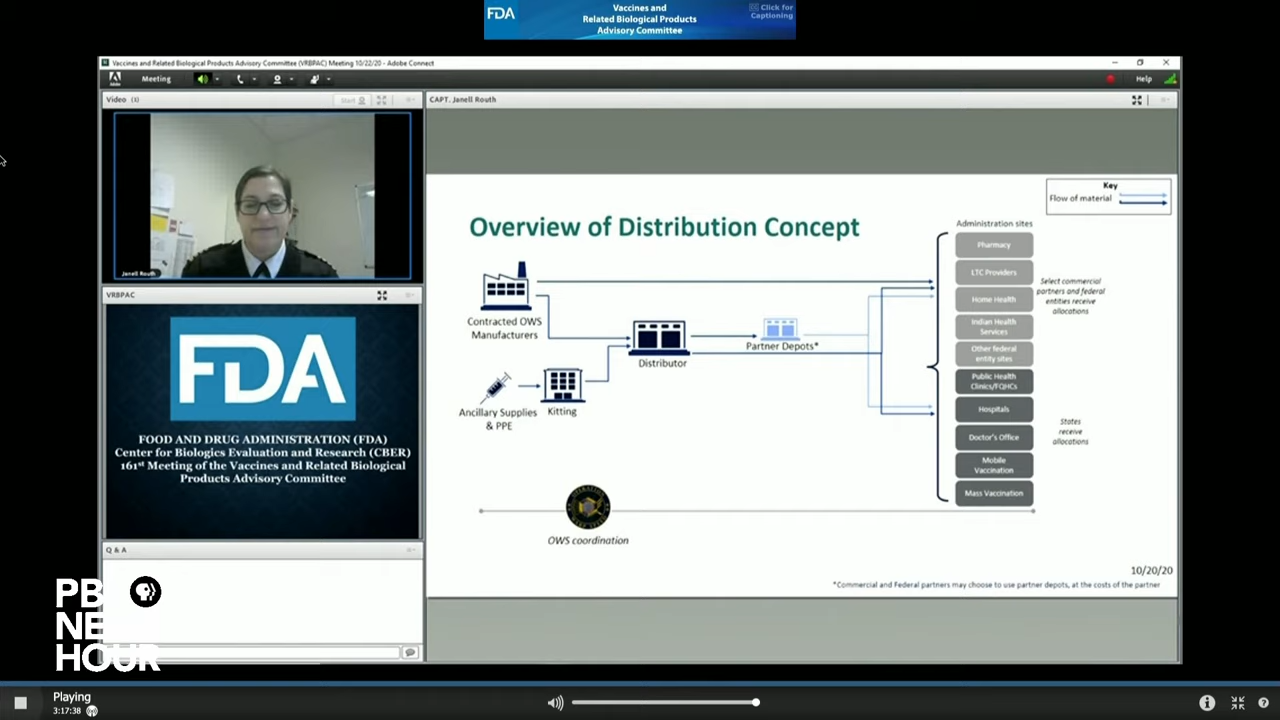 FDA
Vaccines and
Related Biological Products
Advisory Committee
CC Click for
Captioning
Vaccines and Related Biological Products Advisory Committee (VRBPAC) Meeting 10/22/20 - Adobe Connect
Meeting
Help
Video (1)
Start
CAPT. Janell Routh
Janell Routh
VRBPAC
FDA
FOOD AND DRUG ADMINISTRATION (FDA)
Center for Biologics Evaluation and Research (CBER)
161st Meeting of the Vaccines and Related Biological
Products Advisory Committee
Q & A
Overview of Distribution Concept
Key
Flow of material
Contracted OWS
Manufacturers
Ancillary Supplies
& PPE
Kitting
Distributor
Partner Depots*
Administration sites
Pharmacy
LTC Providers
Home Health
Indian Health
Services
Other federal
entity sites
Public Health
Clinics/FQHCs
Hospitals
Doctor's Office
Mobile
Vaccination
Mass Vaccination
Select commercial
partners and federal
entities receive
allocations
States
receive
allocations
OWS coordination
10/20/20
*Commercial and Federal partners may choose to use partner depots, at the costs of the partner
PB
NE
HOUR
Playing
3:17:38